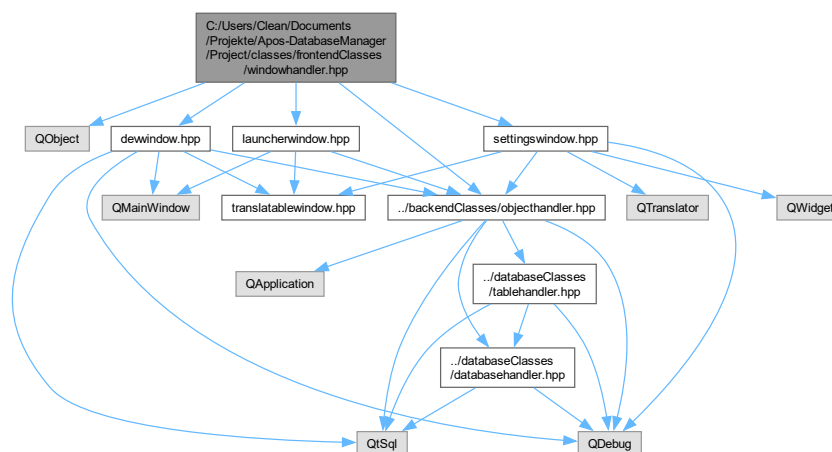 C:/Users/Clean/Documents
/Projekte/Apos-DatabaseManager
/Project/classes/frontendClasses
/windowhandler.hpp
QObject
dewwindow.hpp
launcherwindow.hpp
settingswindow.hpp
QMainWindow
translatablewindow.hpp
../backendClasses/objecthandler.hpp
QTranslator
QWidget
QApplication
../databaseClasses
/tablehandler.hpp
../databaseClasses
/databasehandler.hpp
QtSql
QDebug